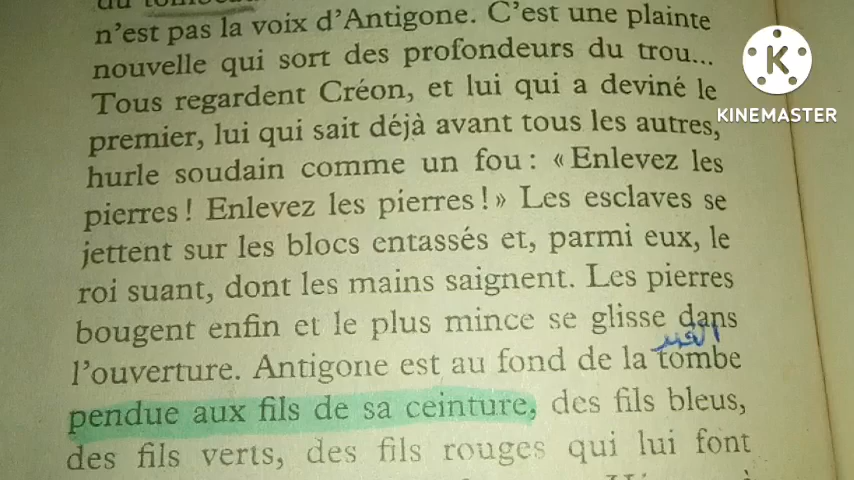 du tombeau
n'est pas la voix d'Antigone. C'est une plainte
nouvelle qui sort des profondeurs du trou...
Tous regardent Créon, et lui qui a deviné le
premier, lui qui sait déjà avant tous les autres,
hurle soudain comme un fou : « Enlevez les
pierres ! Enlevez les pierres ! » Les esclaves se
jettent sur les blocs entassés et, parmi eux, le
roi suant, dont les mains saignent. Les pierres
bougent enfin et le plus mince se glisse dans
l'ouverture. Antigone est au fond de la tombe
القبر
pendue aux fils de sa ceinture, des fils bleus,
des fils verts, des fils rouges qui lui font
K
KINEMASTER